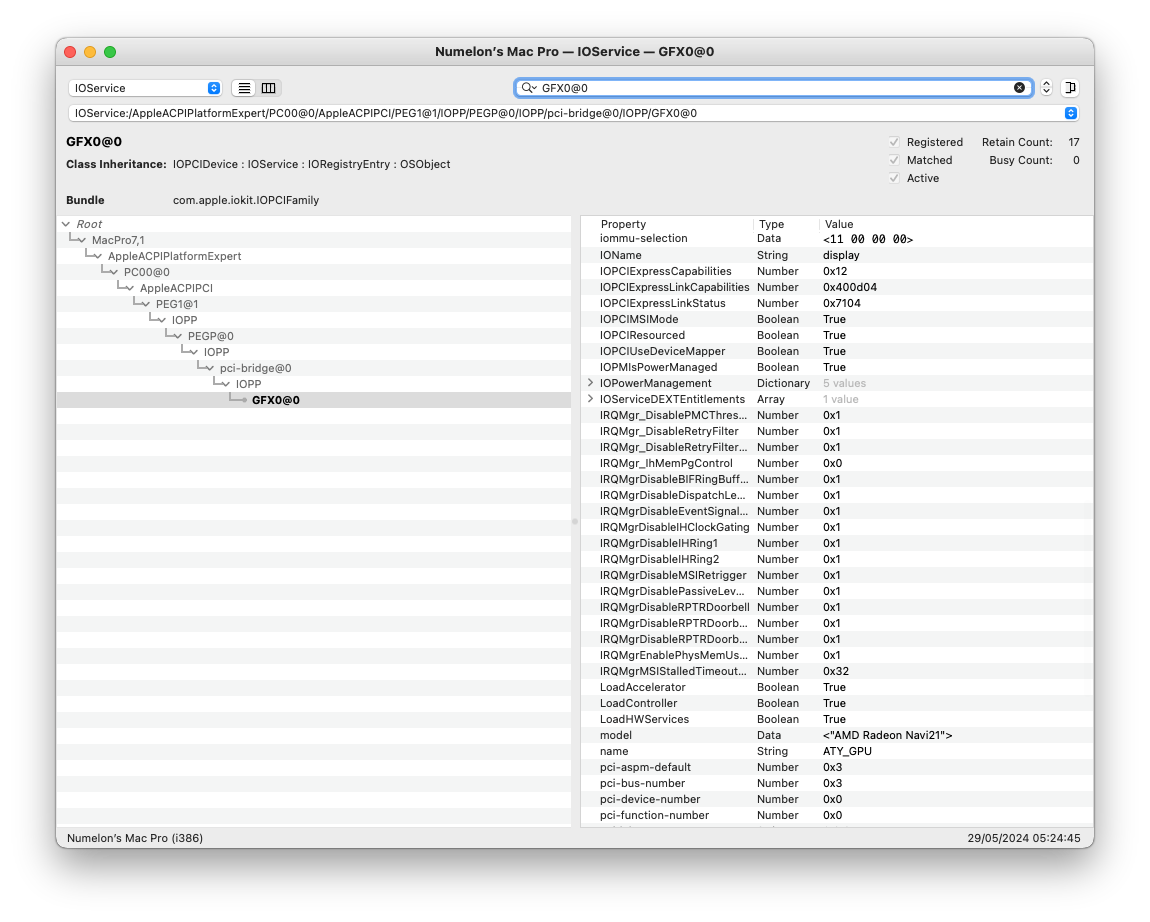 Numelon's Mac Pro — IOService — GFX0@0
IOService
GFX0@0
IOService:/AppleACPIPlatformExpert/PC00@0/AppleACPIPCI/PEG1@1/IOPP/PEGP@0/IOPP/pci-bridge@0/IOPP/GFX0@0
GFX0@0
Class Inheritance: IOPCIDevice : IOService : IORegistryEntry : OSObject
Bundle com.apple.iokit.IOPCIFamily
Registered Retain Count: 17
Matched Busy Count: 0
Active
Root
MacPro7,1
AppleACPIPlatformExpert
PC00@0
AppleACPIPCI
PEG1@1
IOPP
PEGP@0
IOPP
pci-bridge@0
IOPP
GFX0@0
Property Type Value
iommu-selection Data <11 00 00 00>
IOName String display
IOPCIExpressCapabilities Number 0x12
IOPCIExpressLinkCapabilities Number 0x400d04
IOPCIExpressLinkStatus Number 0x7104
IOPCIMSIMode Boolean True
IOPCIResourced Boolean True
IOPCIUseDeviceMapper Boolean True
IOPMIsPowerManaged Boolean True
IOPowerManagement Dictionary 5 values
IOServiceDEXTEntitlements Array 1 value
IRQMgr_DisablePMCThres... Number 0x1
IRQMgr_DisableRetryFilter Number 0x1
IRQMgr_DisableRetryFilter... Number 0x1
IRQMgr_IhMemPgControl Number 0x0
IRQMgrDisableBIFRingBuff... Number 0x1
IRQMgrDisableDispatchLe... Number 0x1
IRQMgrDisableEventSignal... Number 0x1
IRQMgrDisableIHClockGating Number 0x1
IRQMgrDisableIHRing1 Number 0x1
IRQMgrDisableIHRing2 Number 0x1
IRQMgrDisableMSIRetrigger Number 0x1
IRQMgrDisablePassiveLev... Number 0x1
IRQMgrDisableRPTRDoorbell Number 0x1
IRQMgrDisableRPTRDoorb... Number 0x1
IRQMgrDisableRPTRDoorb... Number 0x1
IRQMgrEnablePhysMemUs... Number 0x1
IRQMgrMSIStalledTimeout... Number 0x32
LoadAccelerator Boolean True
LoadController Boolean True
LoadHWServices Boolean True
model Data <"AMD Radeon Navi21">
name String ATY_GPU
pci-aspm-default Number 0x3
pci-bus-number Number 0x3
pci-device-number Number 0x0
pci-function-number Number 0x0
Numelon's Mac Pro (i386) 29/05/2024 05:24:45